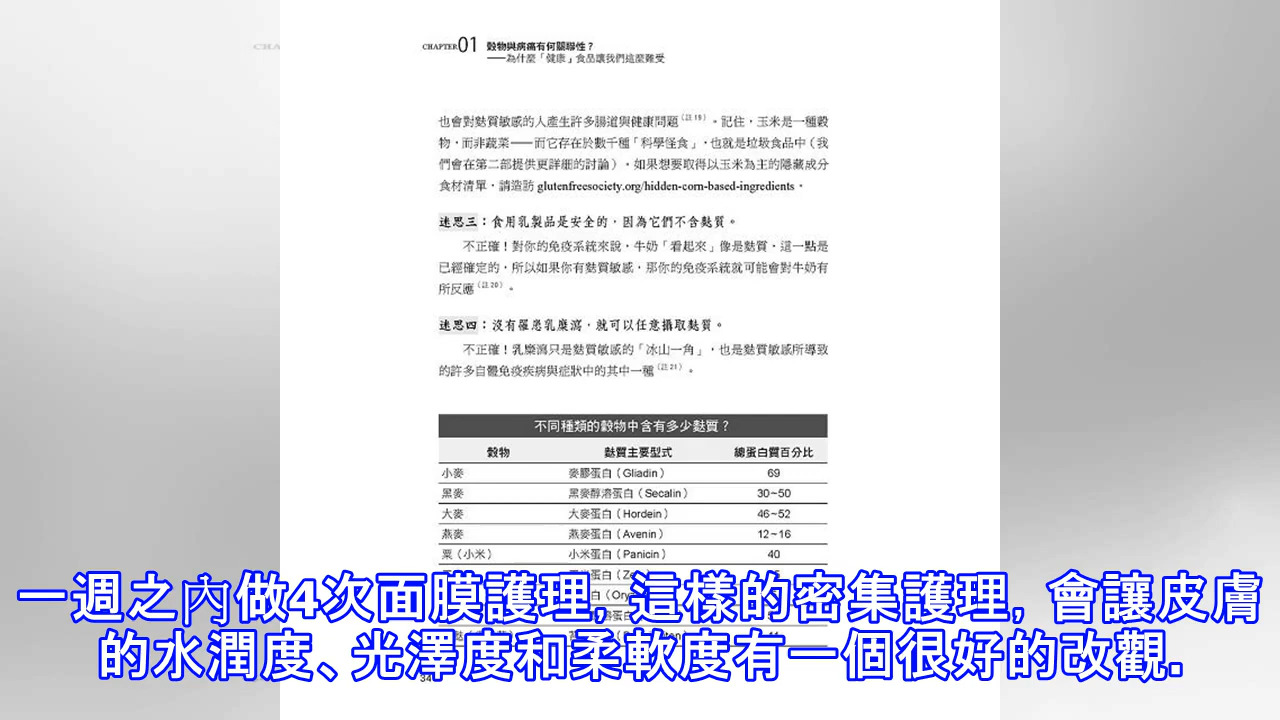 CHAPTER01 穀物與病痛有何關聯性？
——為什麼「健康」食品讓我們這麼難受
也會對麩質敏感的人產生許多腸道與健康問題（註19）。記住，玉米是一種穀
物，而非蔬菜——而它存在於數千種「科學怪食」，也就是垃圾食品中（我
們會在第二部提供更詳細的討論），如果想要取得以玉米為主的隱藏成分
食材清單，請造訪 glutenfreesociety.org/hidden-corn-based-ingredients。
迷思三：食用乳製品是安全的，因為它們不含麩質。
不正確！對你的免疫系統來說，牛奶「看起來」像是麩質，這一點是
已經確定的，所以如果你有麩質敏感，那你的免疫系統就可能會對牛奶有
所反應（註20）。
迷思四：沒有罹患乳糜瀉，就可以任意攝取麩質。
不正確！乳糜瀉只是麩質敏感的「冰山一角」，也是麩質敏感所導致
的許多自體免疫疾病與症狀中的其中一種（註21）。
不同種類的穀物中含有多少麩質？
穀物 麩質主要型式 總蛋白質百分比
小麥 麥膠蛋白（Gliadin） 69
黑麥 黑麥醇溶蛋白（Secalin） 30~50
大麥 大麥蛋白（Hordein） 46~52
燕麥 燕麥蛋白（Avenin） 12~16
粟（小米） 小米蛋白（Panicin） 40
一週之內做4次面膜護理, 這樣的密集護理, 會讓皮膚
的水潤度、光澤度和柔軟度有一個很好的改觀.
34